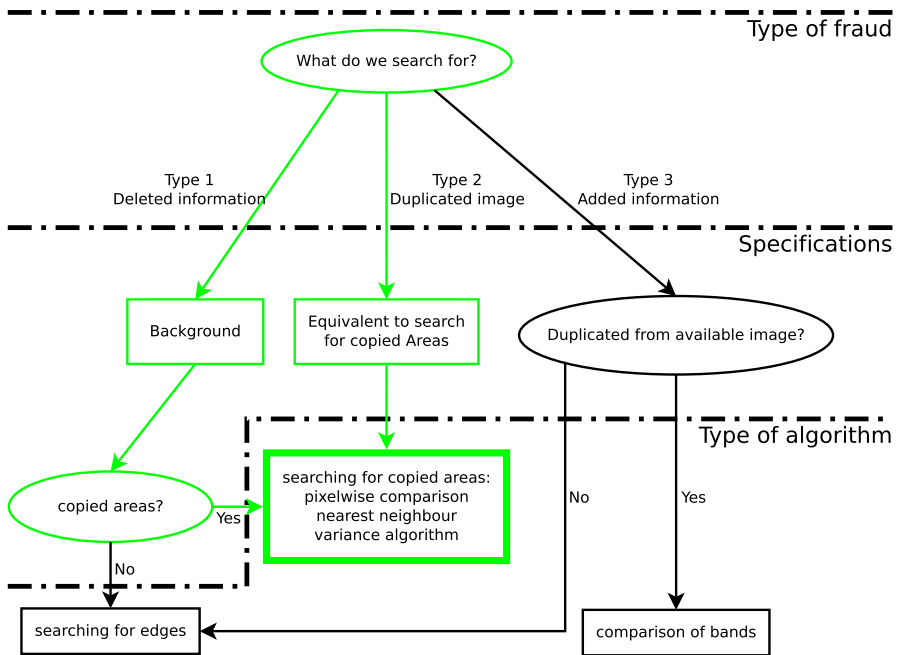 Type of fraud
What do we search for?
Type 1
Deleted information
Type 2
Duplicated image
Type 3
Added information
Specifications
Background
Equivalent to search
for copied Areas
Duplicated from available image?
Type of algorithm
copied areas?
Yes
searching for copied areas:
pixelwise comparison
nearest neighbour
variance algorithm
No
Yes
No
searching for edges
comparison of bands